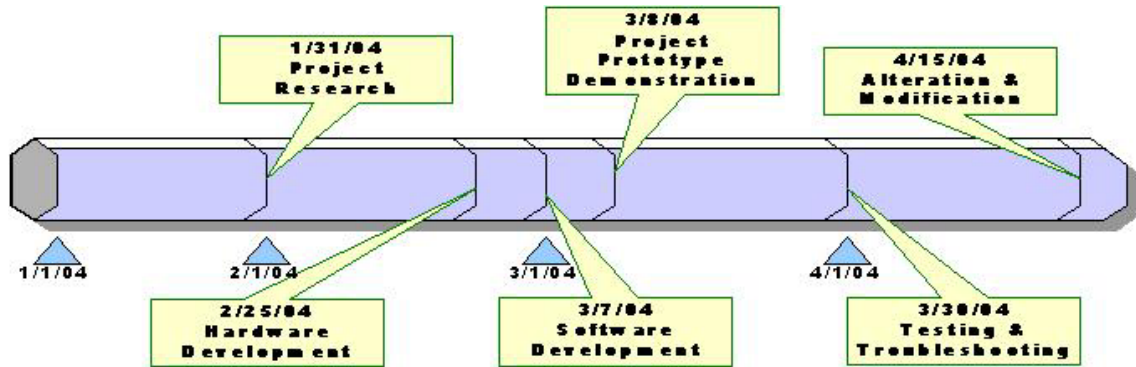 1/31/04
Project
Research
3/8/04
Project
Prototype
Demonstration
4/15/04
Alteration &
Modification
1/1/04
2/1/04
3/1/04
4/1/04
2/25/04
Hardware
Development
3/7/04
Software
Development
3/30/04
Testing &
Troubleshooting